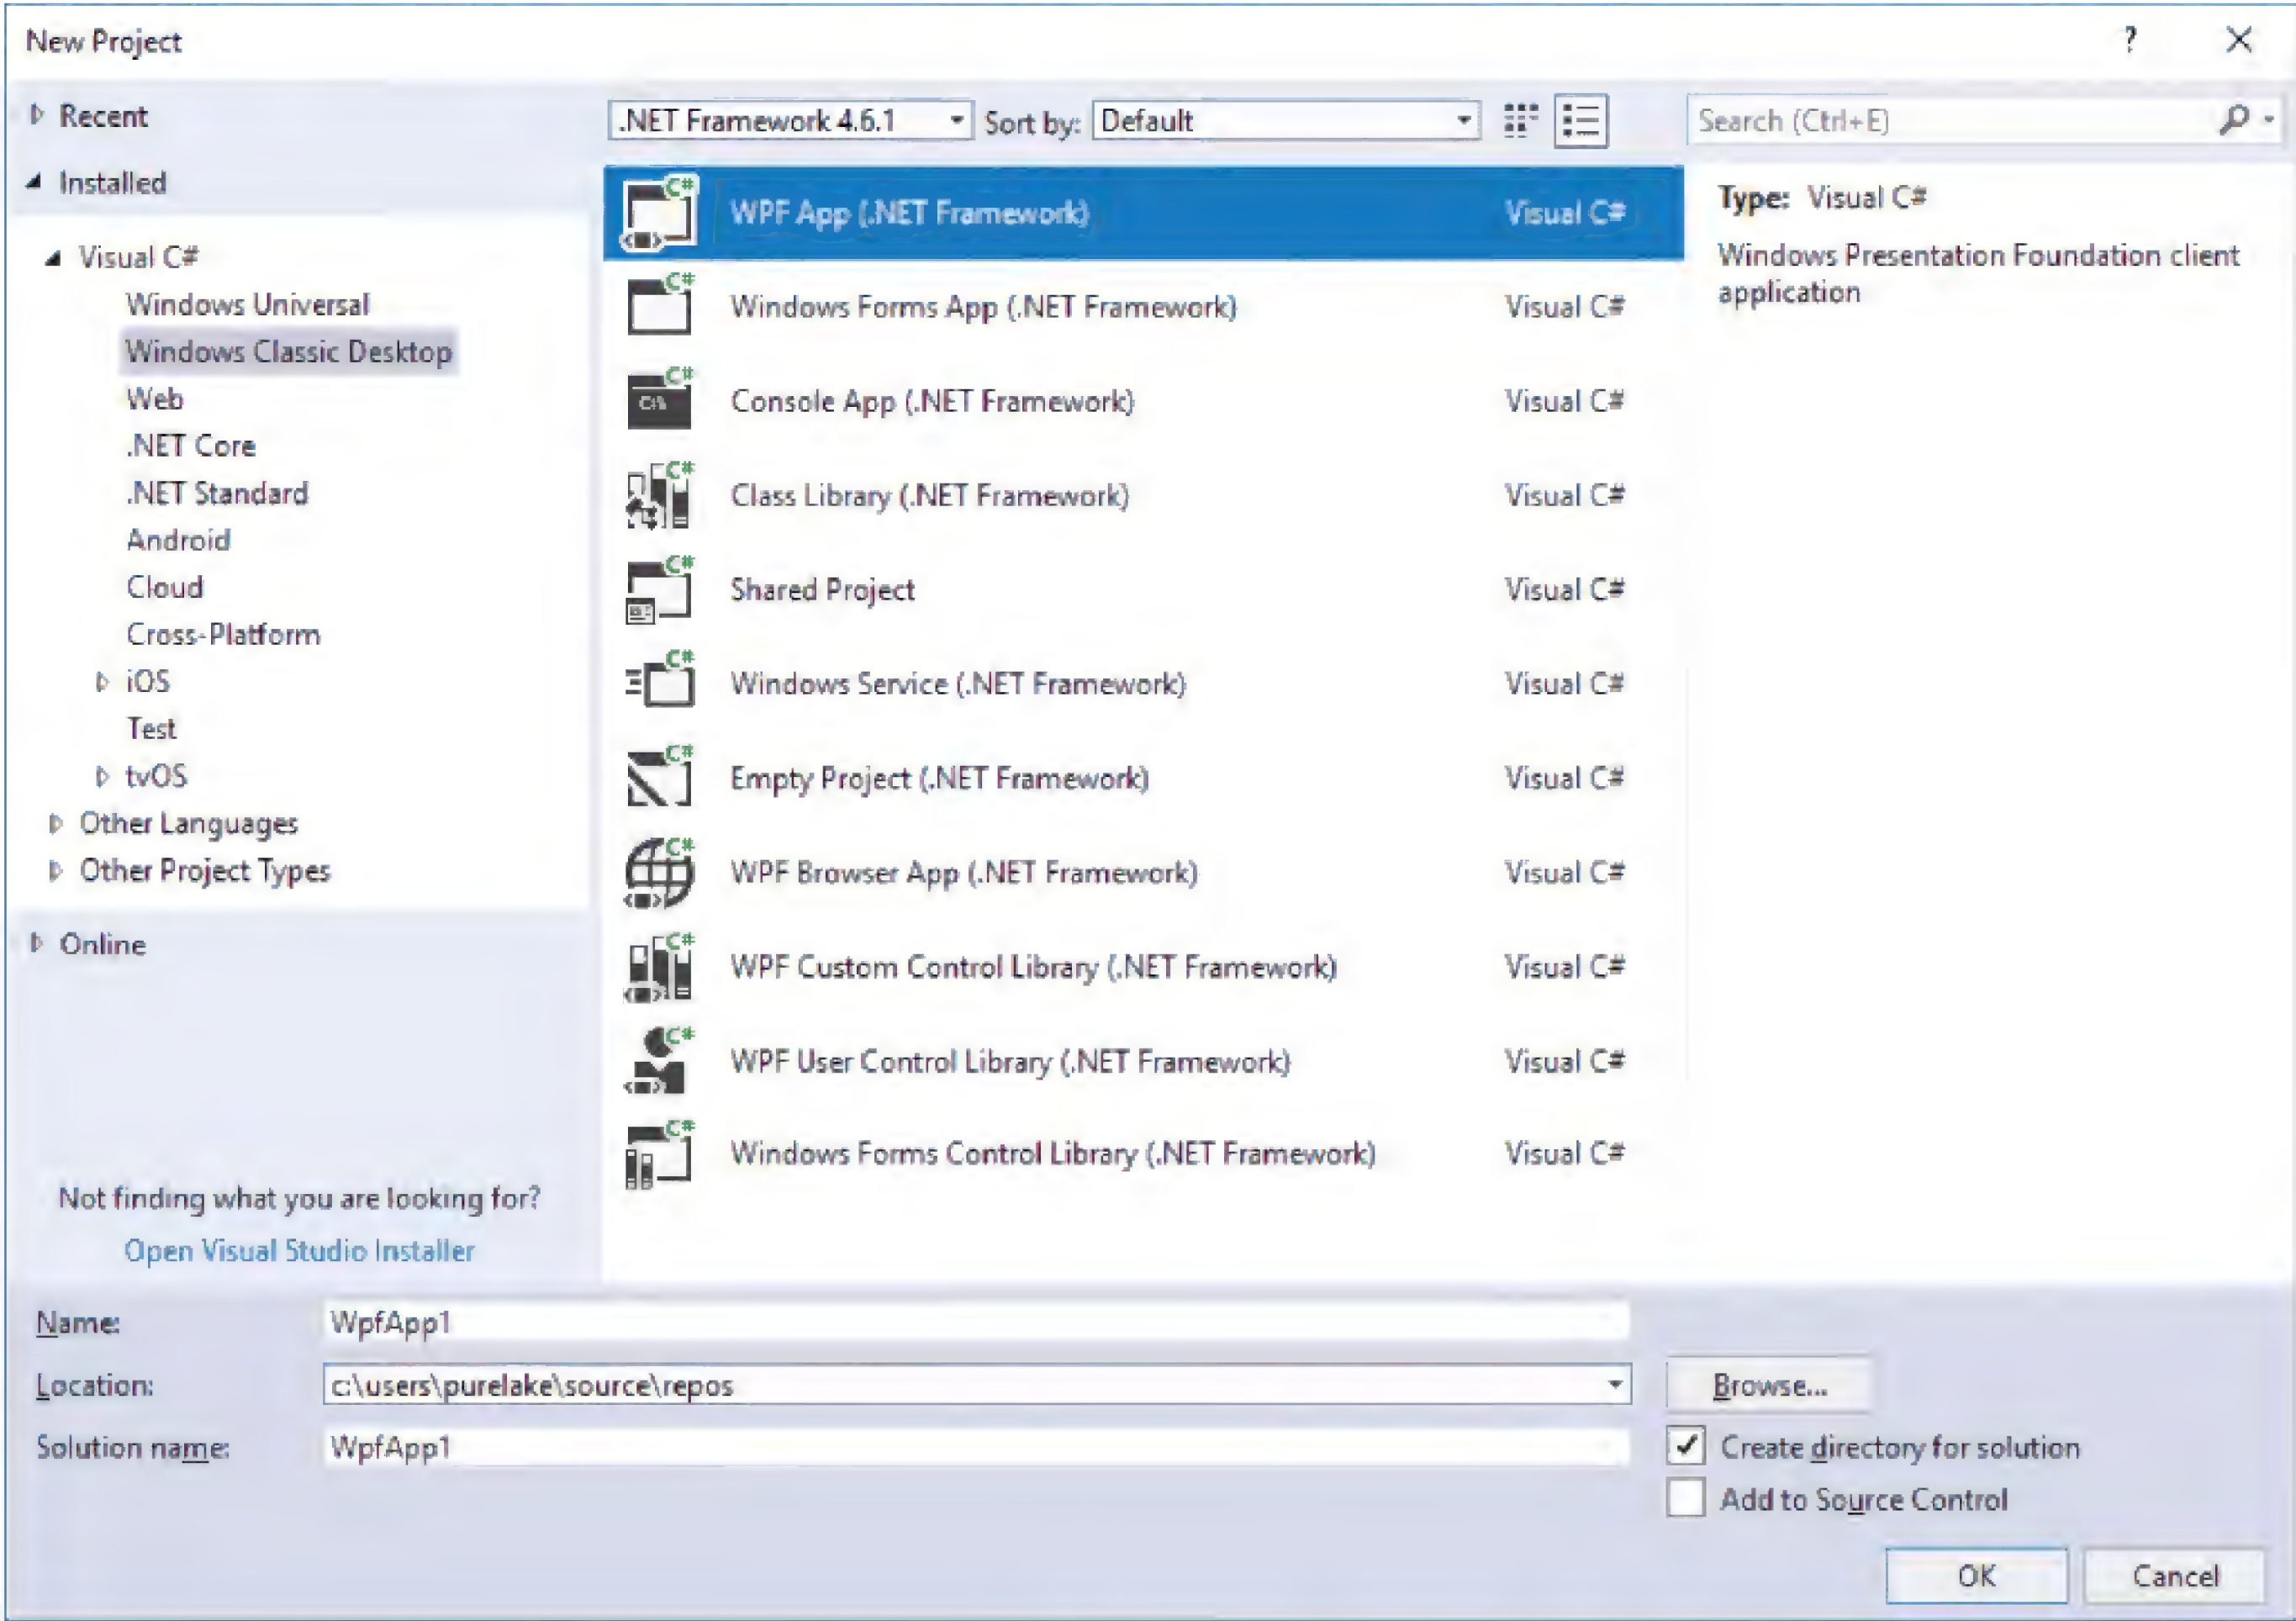 New Project
?
Recent
.NET Framework 4.6.1
Sort by: Default
Search (Ctrl+E)
Installed
Visual C#
Windows Universal
Windows Classic Desktop
Web
.NET Core
.NET Standard
Android
Cloud
Cross-Platform
iOS
Test
tvOS
Other Languages
Other Project Types
Online
Not finding what you are looking for?
Open Visual Studio Installer
WPF App (.NET Framework) Visual C#
Windows Forms App (.NET Framework) Visual C#
Console App (.NET Framework) Visual C#
Class Library (.NET Framework) Visual C#
Shared Project Visual C#
Windows Service (.NET Framework) Visual C#
Empty Project (.NET Framework) Visual C#
WPF Browser App (.NET Framework) Visual C#
WPF Custom Control Library (.NET Framework) Visual C#
WPF User Control Library (.NET Framework) Visual C#
Windows Forms Control Library (.NET Framework) Visual C#
Type: Visual C#
Windows Presentation Foundation client
application
Name: WpfApp1
Location: c:\users\purelake\source\repos
Browse...
Solution name: WpfApp1
Create directory for solution
Add to Source Control
OK
Cancel